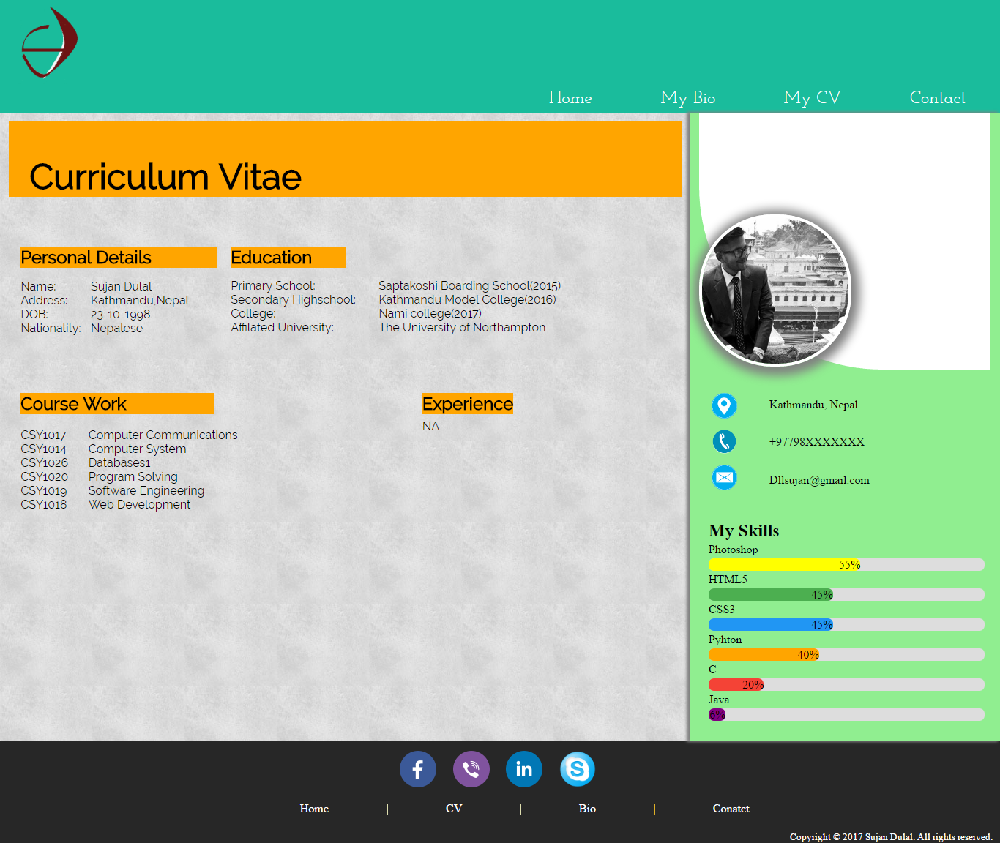 Home My Bio My CV Contact
Curriculum Vitae
Personal Details
Name: Sujan Dulal
Address: Kathmandu,Nepal
DOB: 23-10-1998
Nationality: Nepalese
Education
Primary School: Saptakoshi Boarding School(2015)
Secondary Highschool: Kathmandu Model College(2016)
College: Nami college(2017)
Affilated University: The University of Northampton
Course Work
CSY1017 Computer Communications
CSY1014 Computer System
CSY1026 Databases1
CSY1020 Program Solving
CSY1019 Software Engineering
CSY1018 Web Development
Experience
NA
Kathmandu, Nepal
+97798XXXXXXX
Dllsujan@gmail.com
My Skills
Photoshop
55%
HTML5
45%
CSS3
45%
Pyhton
40%
C
20%
Java
6%
Home | CV | Bio | Conatct
Copyright © 2017 Sujan Dulal. All rights reserved.